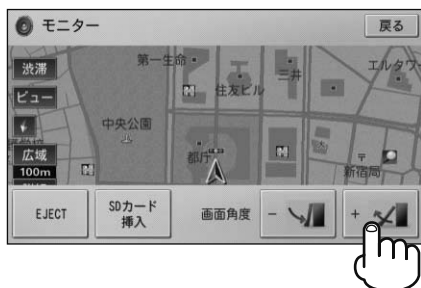 モニター
戻る
渋滞
第一生命
三井
エルタワー
ビュー
住友ビル
中央公園
都庁
広域
100m
新宿局
EJECT
SDカード
挿入
画面角度
-
+